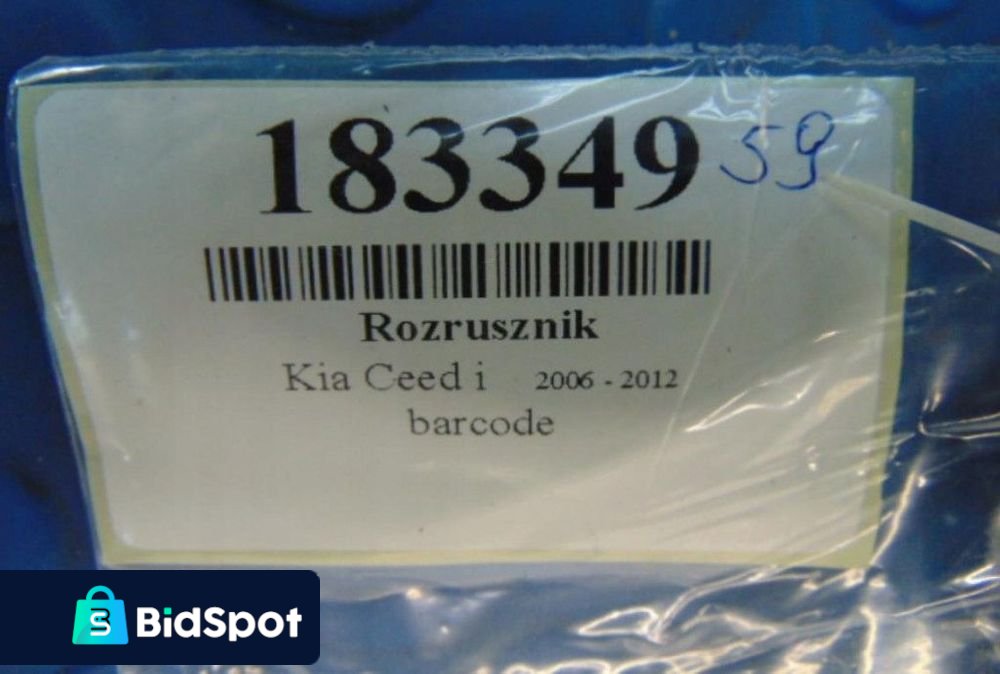 183349 59
Rozrusznik
Kia Ceed i 2006 - 2012
barcode
BidSpot